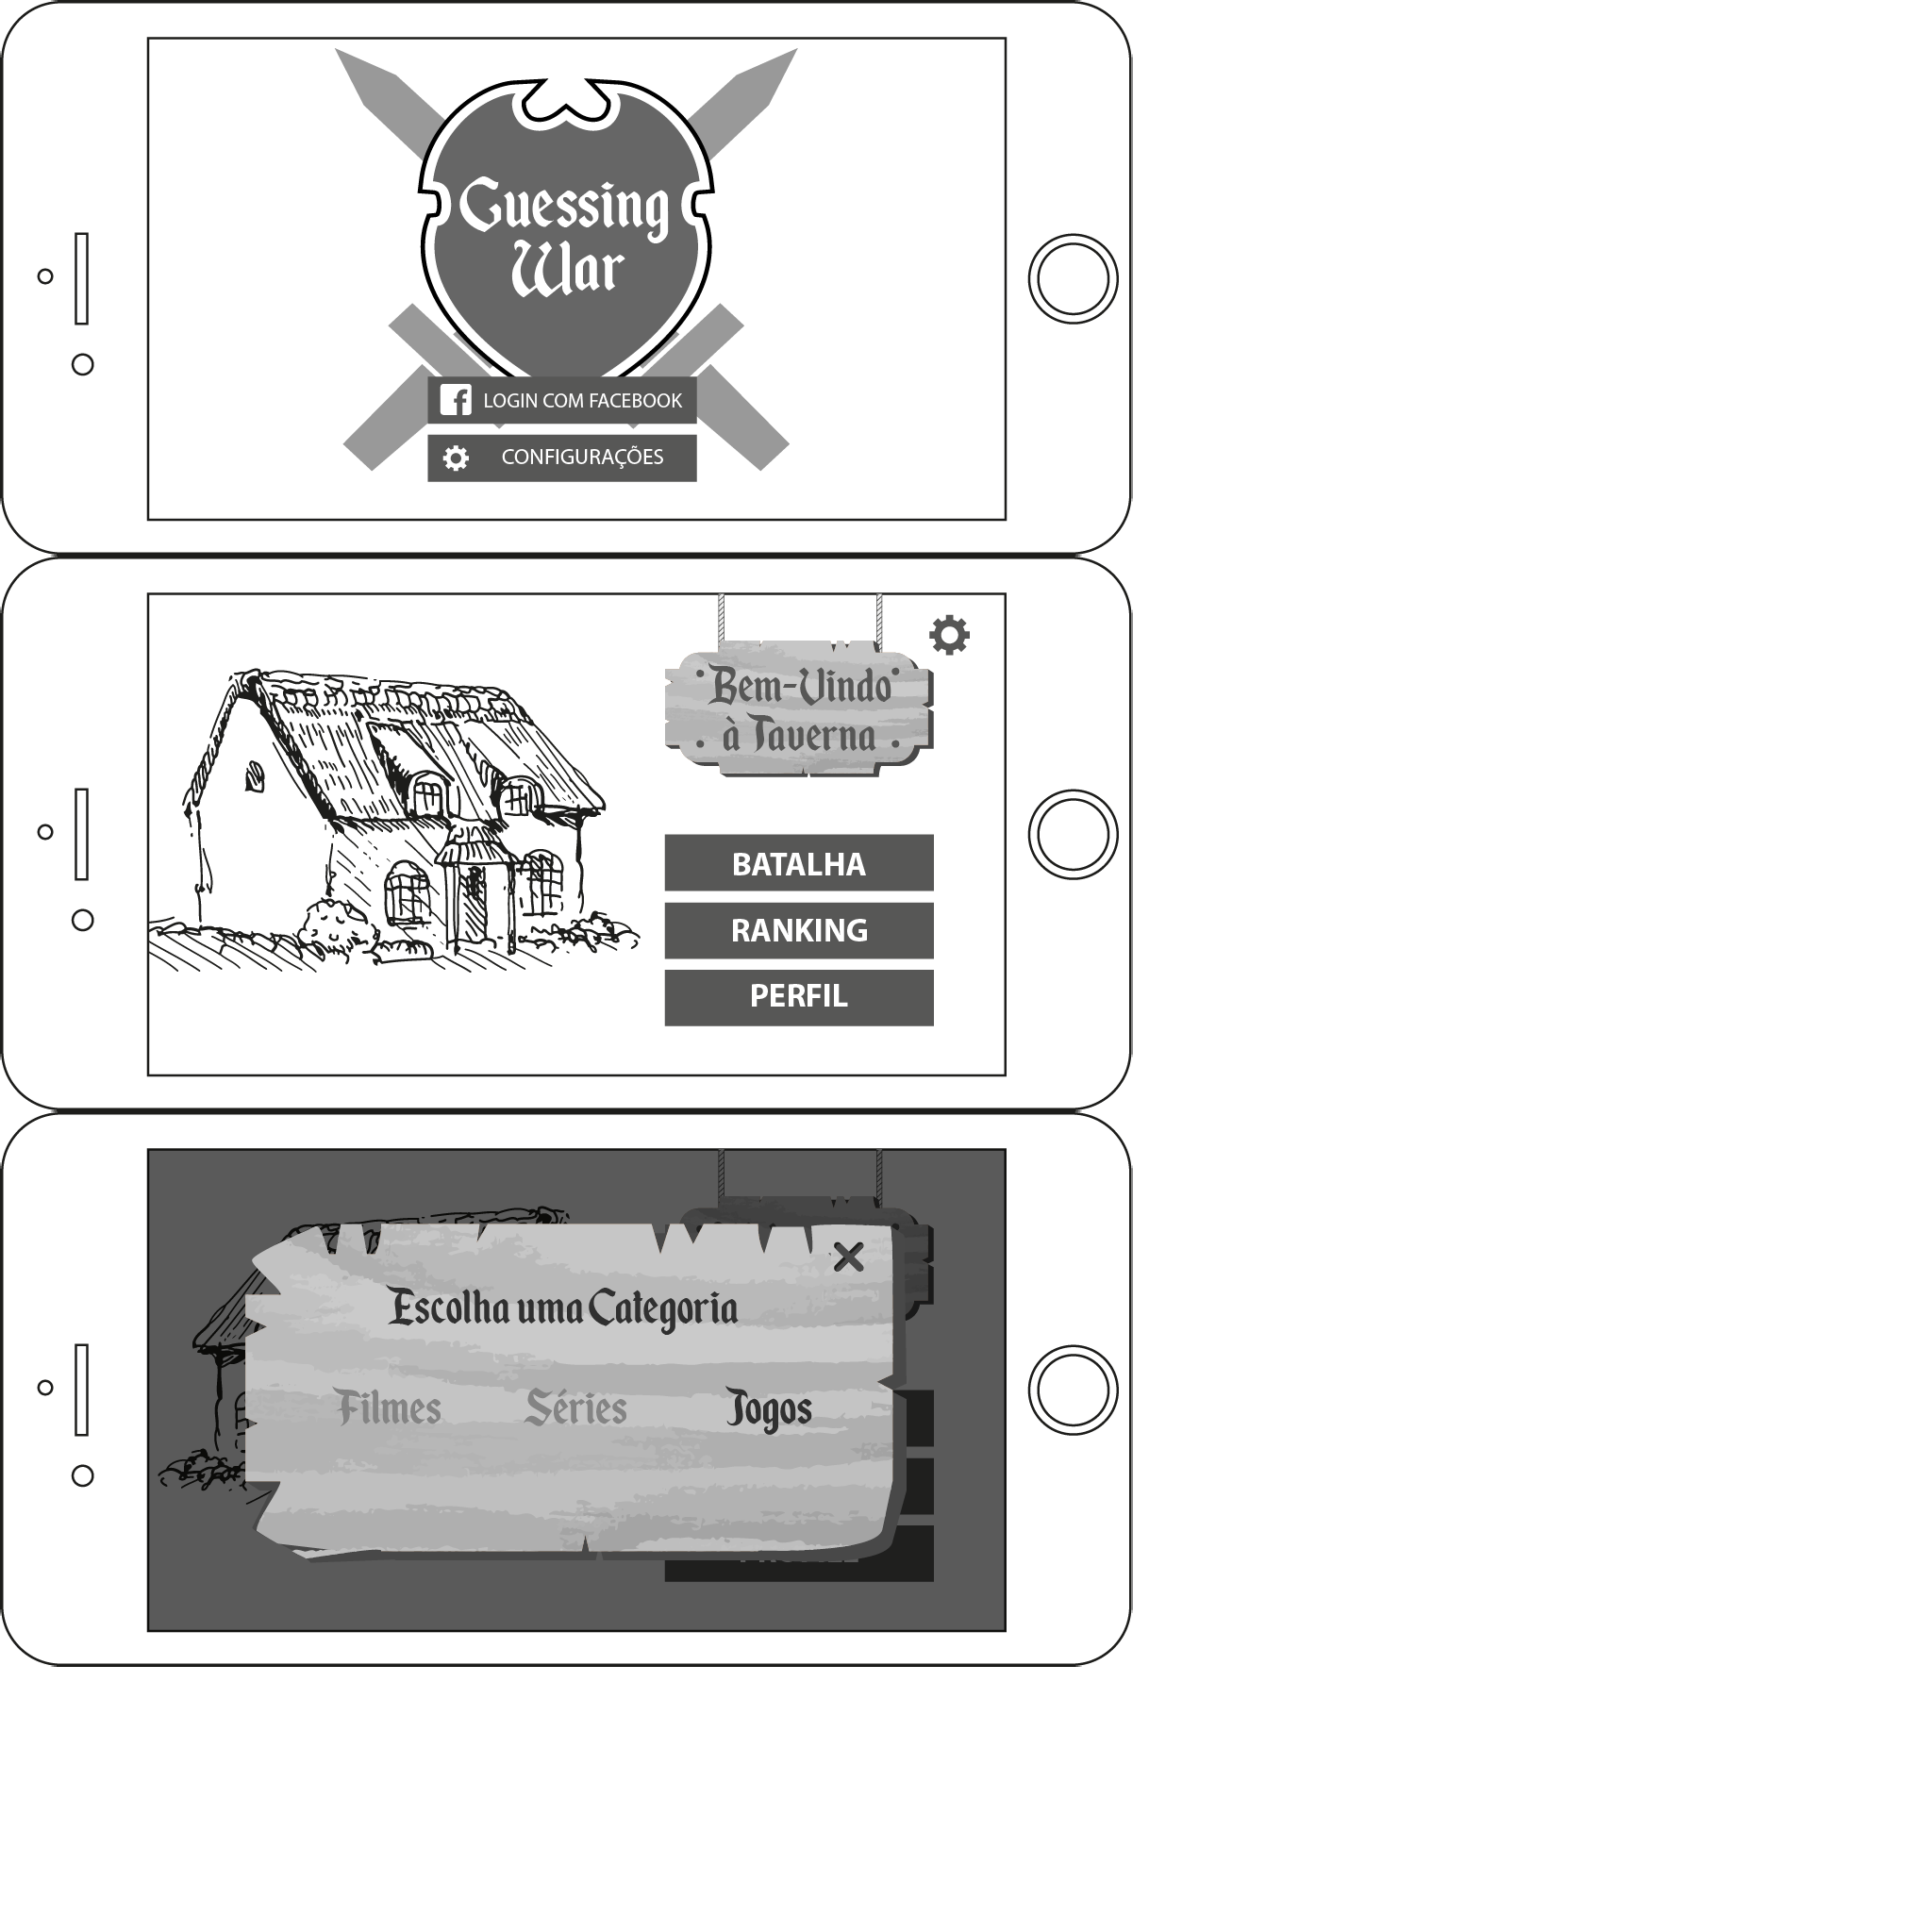 Guessing
War
LOGIN COM FACEBOOK
CONFIGURAÇÕES
Bem-Vindo
à Taverna
BATALHA
RANKING
PERFIL
Escolha uma Categoria
Filmes Séries Jogos